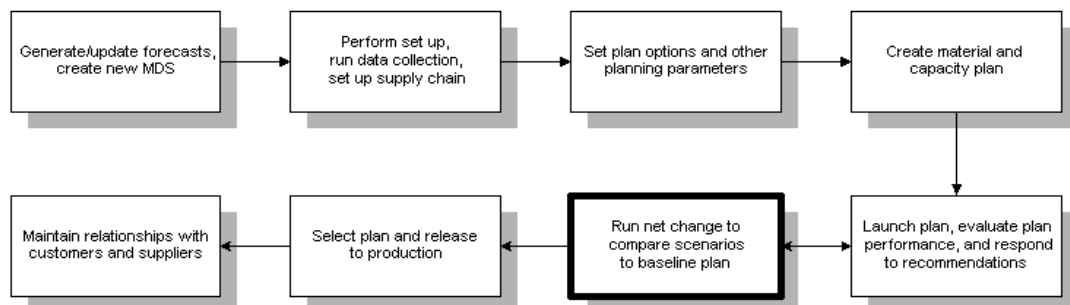 Generate/update forecasts,
create new MDS
Perform set up,
run data collection,
set up supply chain
Set plan options and other
planning parameters
Create material and
capacity plan
Launch plan, evaluate plan
performance, and respond
to recommendations
Run net change to
compare scenarios
to baseline plan
Select plan and release
to production
Maintain relationships with
customers and suppliers